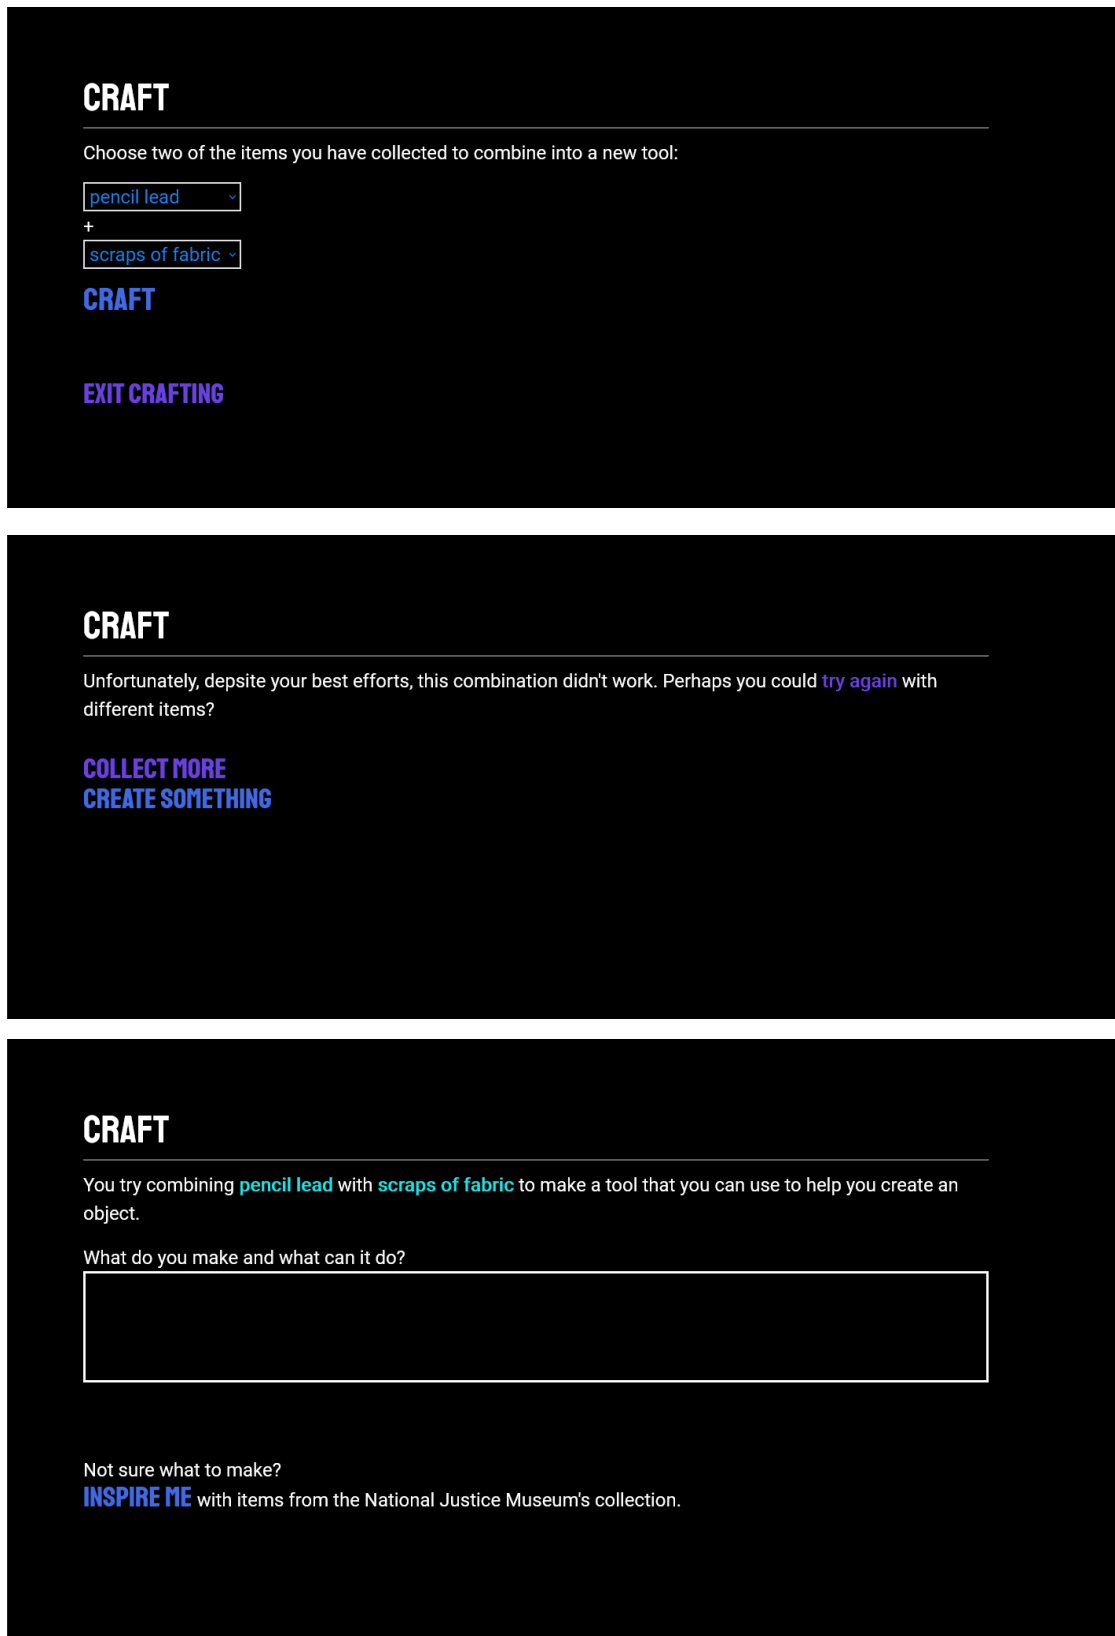 CRAFT
Choose two of the items you have collected to combine into a new tool:
pencil lead
+
scraps of fabric
CRAFT
EXIT CRAFTING
CRAFT
Unfortunately, depsite your best efforts, this combination didn't work. Perhaps you could try again with
different items?
COLLECT MORE
CREATE SOMETHING
CRAFT
You try combining pencil lead with scraps of fabric to make a tool that you can use to help you create an
object.
What do you make and what can it do?
Not sure what to make?
INSPIRE ME with items from the National Justice Museum's collection.